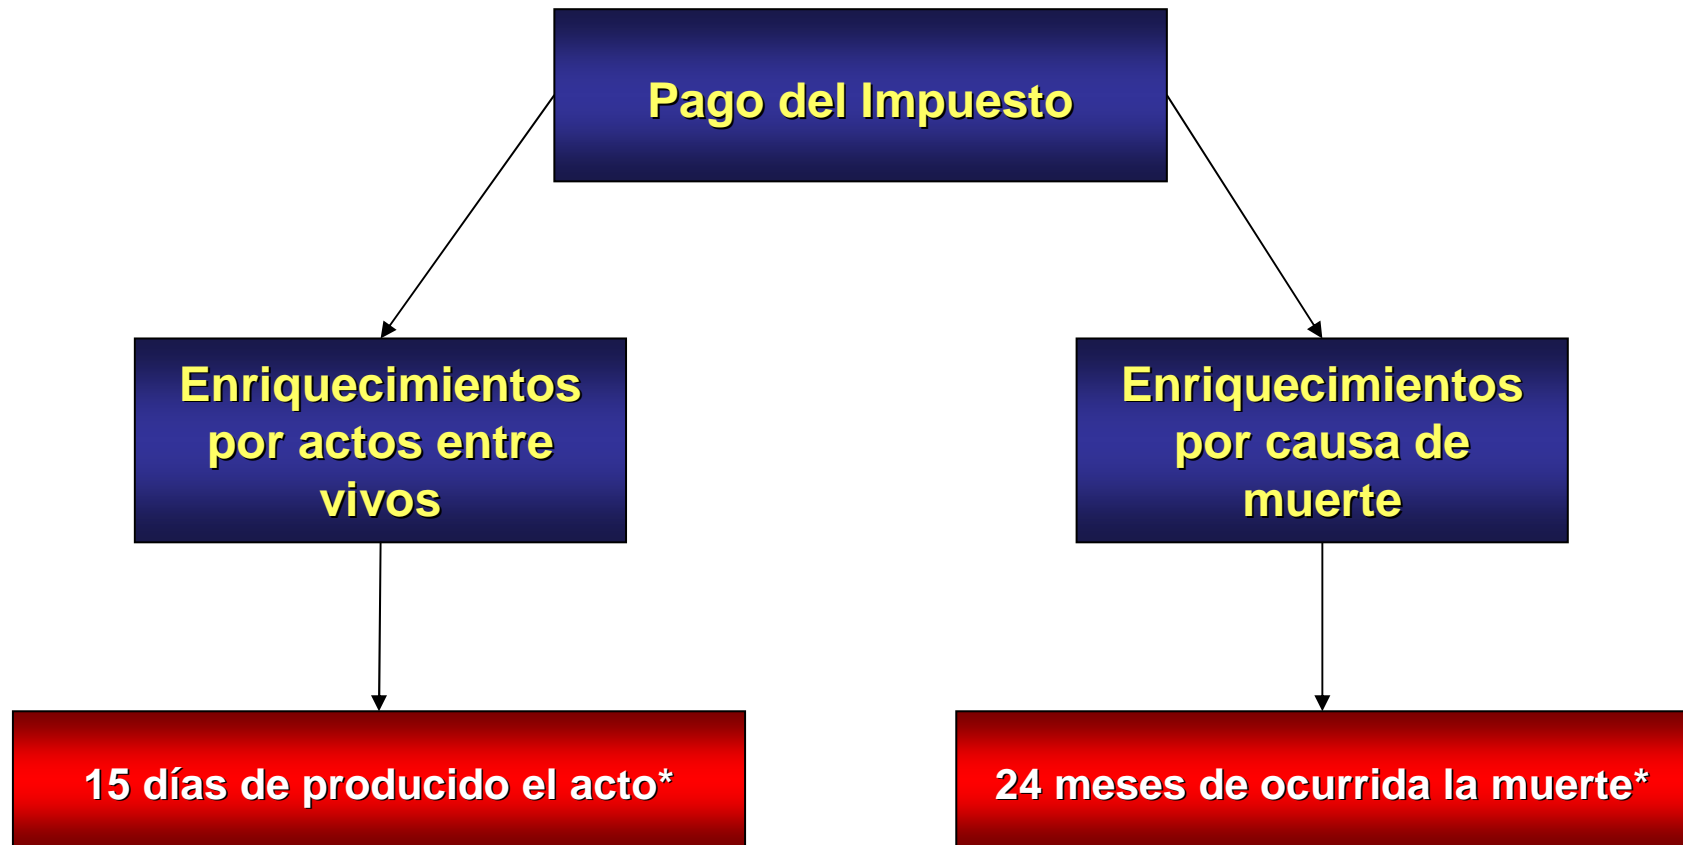 Pago del Impuesto
Enriquecimientos
por actos entre
vivos
Enriquecimientos
por causa de
muerte
15 días de producido el acto*
24 meses de ocurrida la muerte*